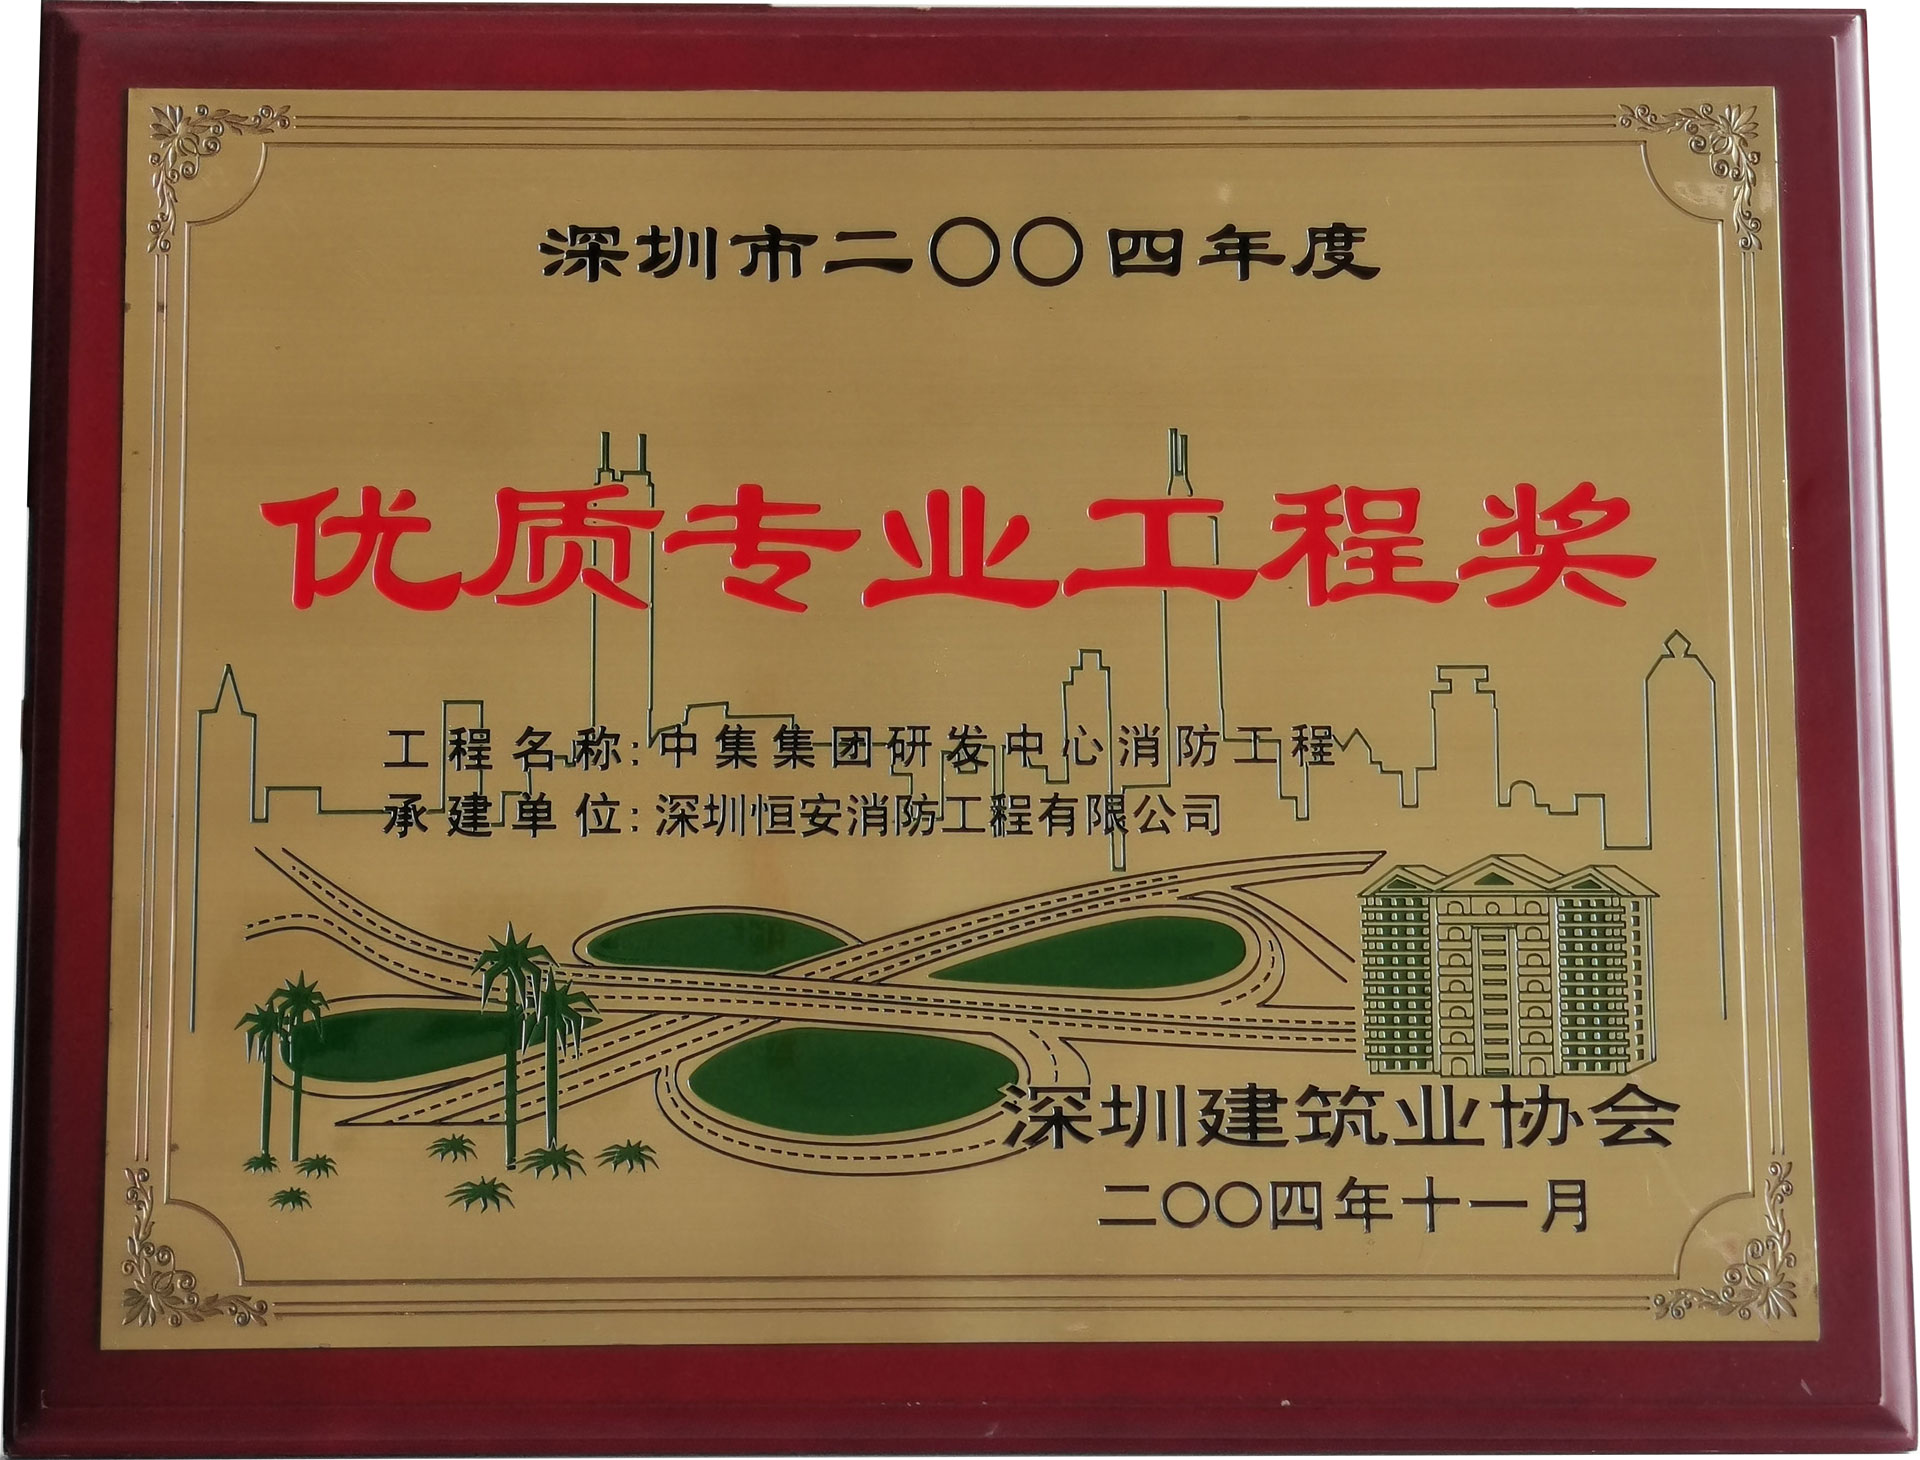 深圳市二〇〇四年度
优质专业工程奖
工程名称:中集集团研发中心消防工程
承建单位:深圳恒安消防工程有限公司
深圳建筑业协会
二〇〇四年十一月